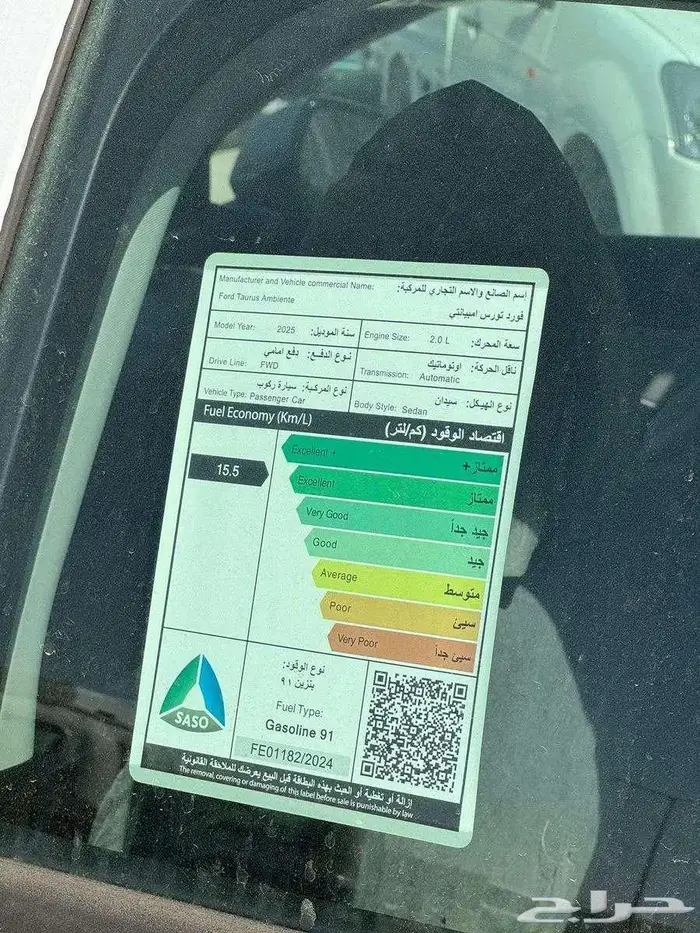 Manufacturer and Vehicle commercial Name: اسم الصانع والاسم التجاري للمركبة:
Ford Taurus Ambiente فورد تورس امبيانتي
Model Year: 2025 سنة الموديل:
Engine Size: 2.0 L سعة المحرك:
نوع الدفع: دفع امامي
Drive Line: FWD
ناقل الحركة: اوتوماتيك
Transmission: Automatic
نوع المركبة: سيارة ركوب
Vehicle Type: Passenger Car
نوع الهيكل: سيدان
Body Style: Sedan
Fuel Economy (Km/L) اقتصاد الوقود (كم/لتر)
15.5
Excellent + ممتاز+
Excellent ممتاز
Very Good جيد جداً
Good جيد
Average متوسط
Poor سيئ
Very Poor سيئ جداً
SASO
نوع الوقود:
بنزين ٩١
Fuel Type:
Gasoline 91
FE01182/2024
إزالة أو تغطية أو العبث بهذه البطاقة قبل البيع يعرضك للملاحقة القانونية
The removal, covering or damaging of this label before sale is punishable by law
حراج